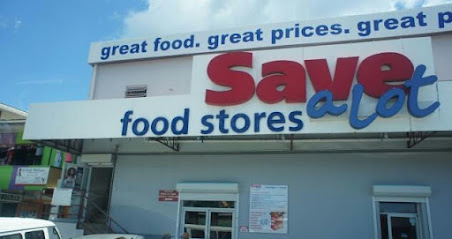 great food. great prices. great p
Save
a lot
food stores